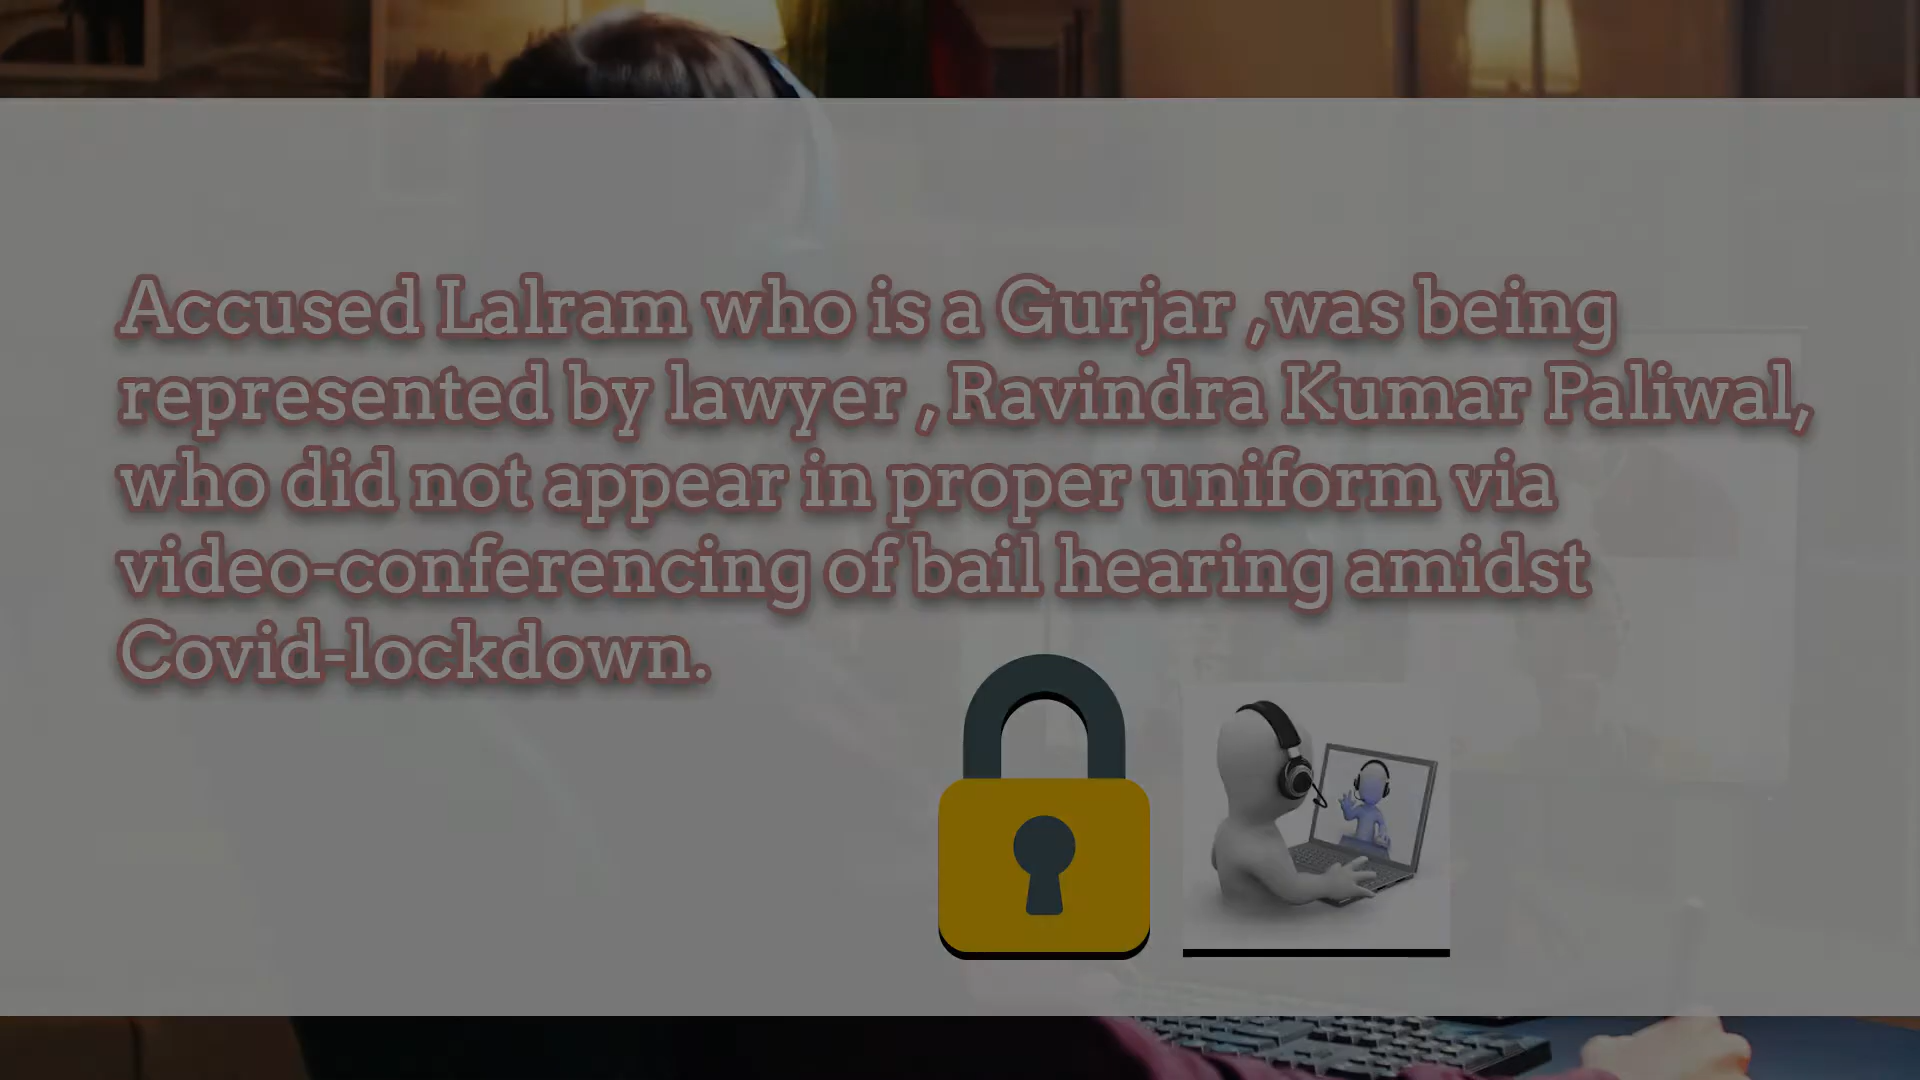 Accused Lalram who is a Gurjar ,was being
represented by lawyer , Ravindra Kumar Paliwal,
who did not appear in proper uniform via
video-conferencing of bail hearing amidst
Covid-lockdown.